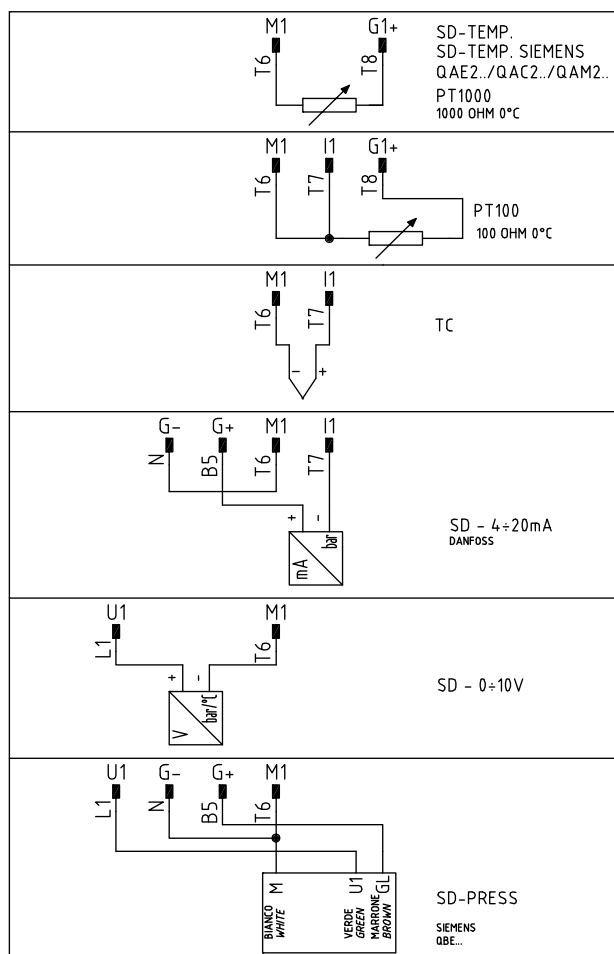 M1 G1+
T6 T8
SD-TEMP.
SD-TEMP. SIEMENS
QAE2../QAC2../QAM2..
PT1000
1000 OHM 0°C
M1 I1 G1+
T6 T7 T8
PT100
100 OHM 0°C
M1 I1
T6 T7
TC
- +
G- G+ M1 I1
N B5 T6 T7
+ -
mA bar
SD - 4÷20mA
DANFOSS
U1 M1
L1 T6
+ -
V bar/°C
SD - 0÷10V
U1 G- G+ M1
L1 N B5 T6
M U1 GL
BIANCO
WHITE
VERDE
GREEN
MARRONE
BROWN
SD-PRESS
SIEMENS
QBE...